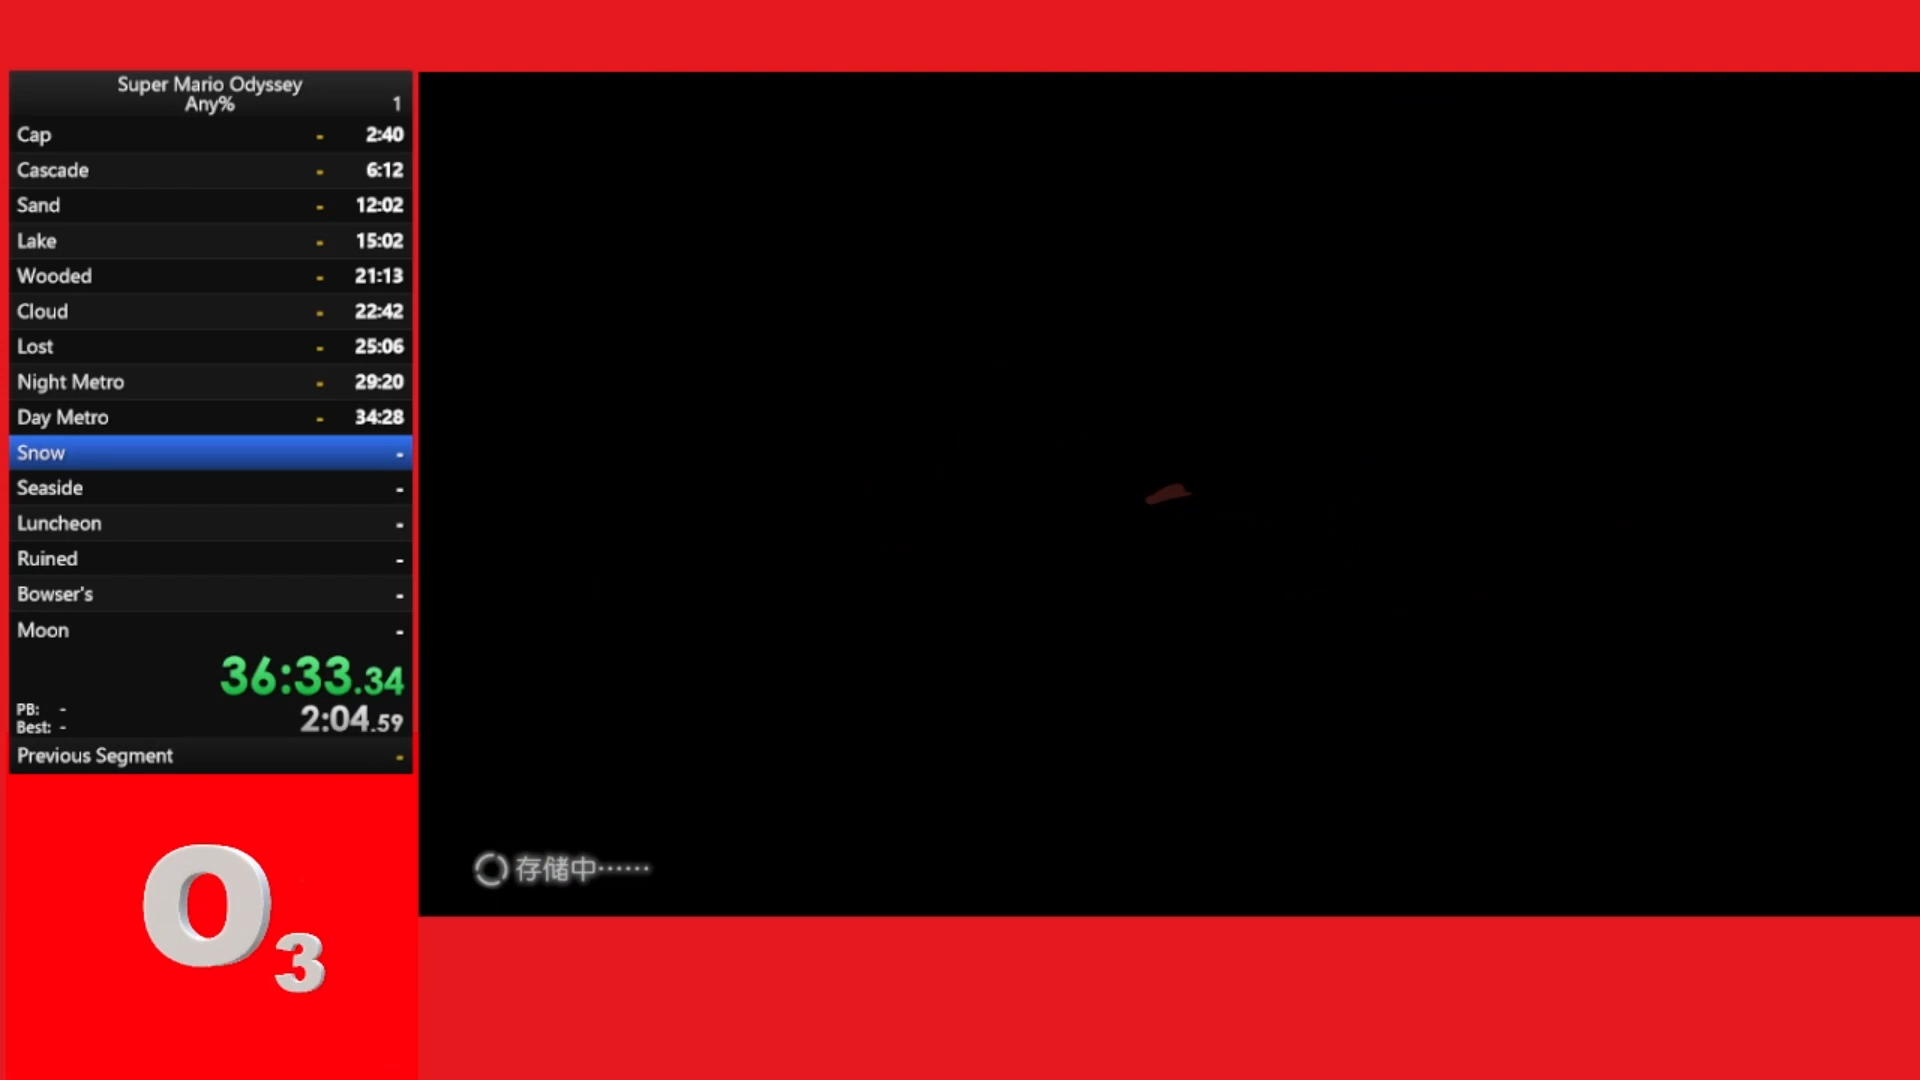 Super Mario Odyssey
Any% 1
Cap - 2:40
Cascade - 6:12
Sand - 12:02
Lake - 15:02
Wooded - 21:13
Cloud - 22:42
Lost - 25:06
Night Metro - 29:20
Day Metro - 34:28
Snow -
Seaside -
Luncheon -
Ruined -
Bowser's -
Moon -
36:33.34
PB: -
Best: -
2:04.59
Previous Segment -
O3
存储中……